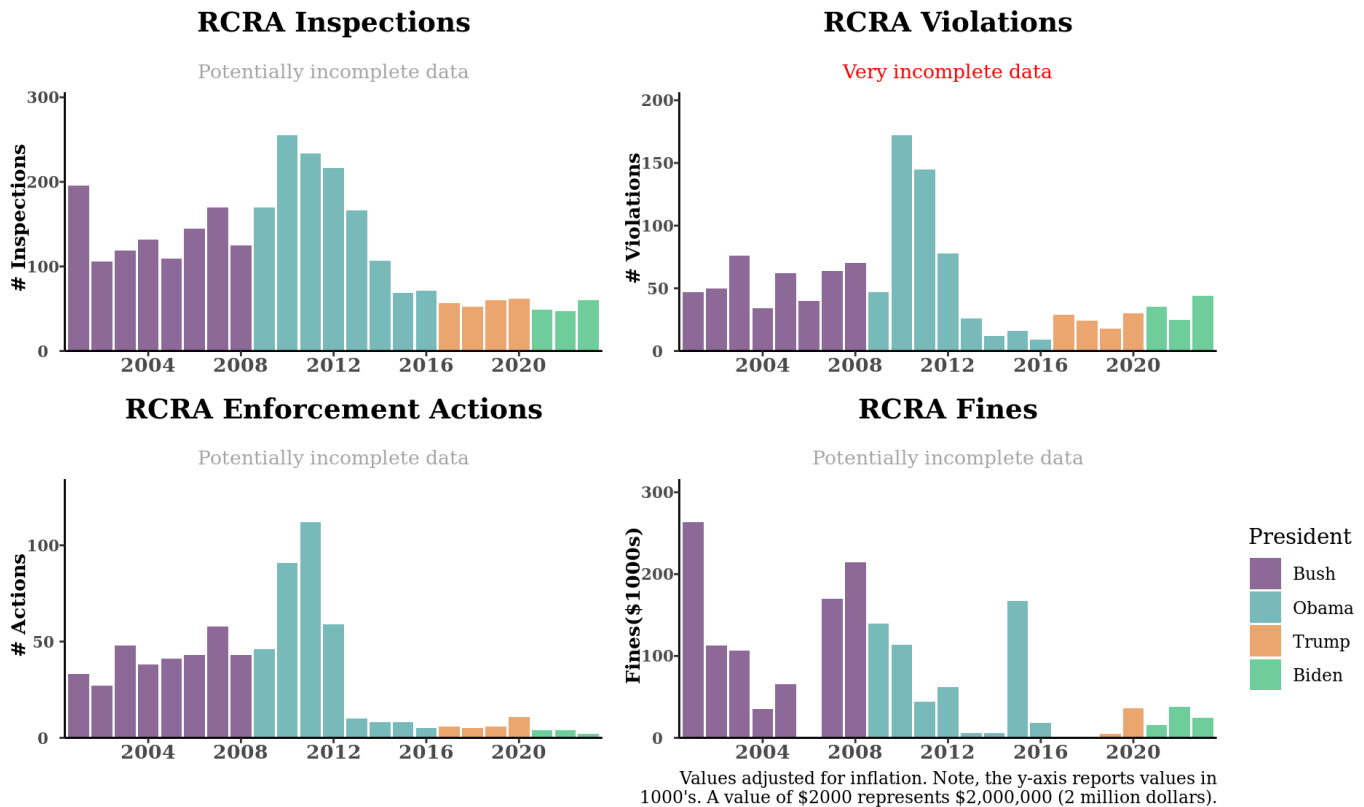 RCRA Inspections
Potentially incomplete data
# Inspections
300
200
100
0
2004 2008 2012 2016 2020
RCRA Violations
Very incomplete data
# Violations
200
150
100
50
0
2004 2008 2012 2016 2020
RCRA Enforcement Actions
Potentially incomplete data
# Actions
100
50
0
2004 2008 2012 2016 2020
RCRA Fines
Potentially incomplete data
Fines($1000s)
300
200
100
0
2004 2008 2012 2016 2020
Values adjusted for inflation. Note, the y-axis reports values in
1000's. A value of $2000 represents $2,000,000 (2 million dollars).
President
Bush
Obama
Trump
Biden